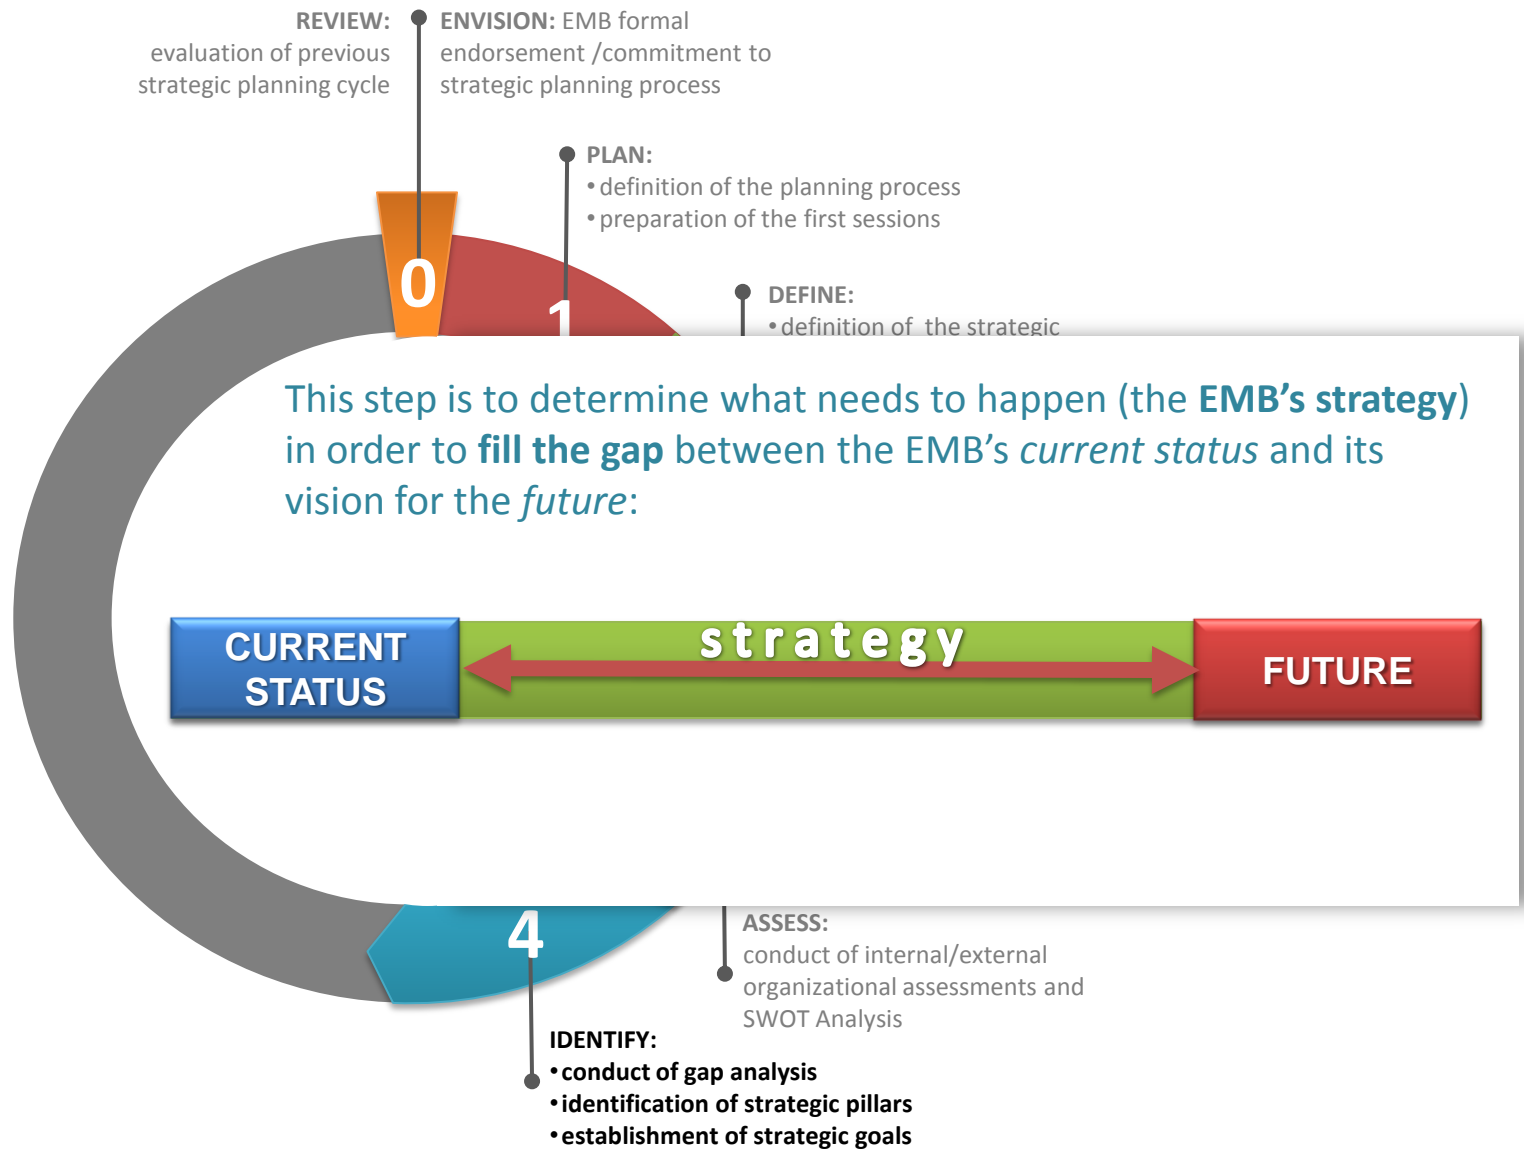 REVIEW:
evaluation of previous
strategic planning cycle
ENVISION: EMB formal
endorsement /commitment to
strategic planning process
PLAN:
• definition of the planning process
• preparation of the first sessions
0
1
DEFINE:
• definition of the strategic
This step is to determine what needs to happen (the EMB’s strategy)
in order to fill the gap between the EMB’s current status and its
vision for the future:
CURRENT
STATUS
strategy
FUTURE
4
ASSESS:
conduct of internal/external
organizational assessments and
SWOT Analysis
IDENTIFY:
• conduct of gap analysis
• identification of strategic pillars
• establishment of strategic goals